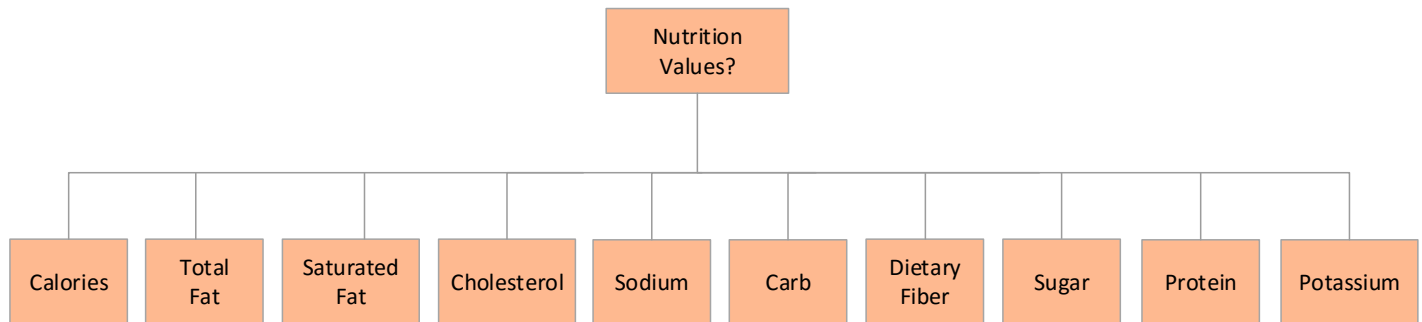 Nutrition
Values?
Calories
Total
Fat
Saturated
Fat
Cholesterol
Sodium
Carb
Dietary
Fiber
Sugar
Protein
Potassium